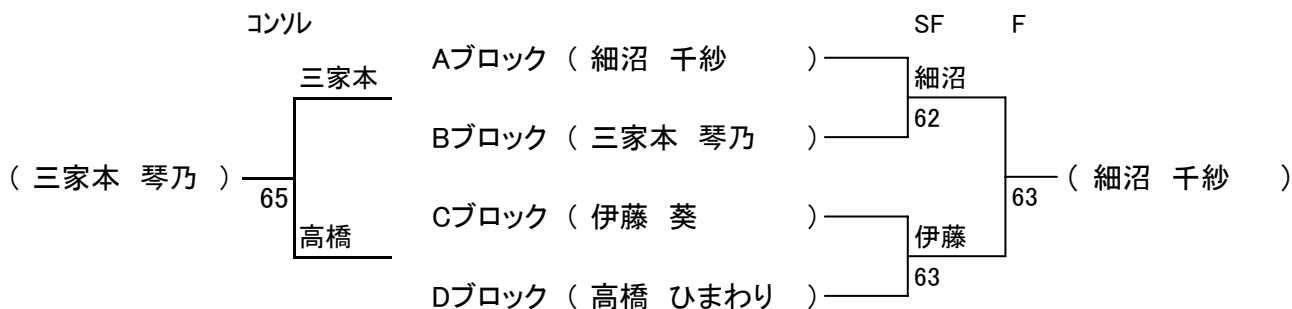 コンソル SF F
Aブロック ( 細沼 千紗 )
三家本 細沼
62
Bブロック ( 三家本 琴乃 )
( 三家本 琴乃 ) 65 63 ( 細沼 千紗 )
Cブロック ( 伊藤 葵 )
高橋 伊藤
63
Dブロック ( 高橋 ひまわり )